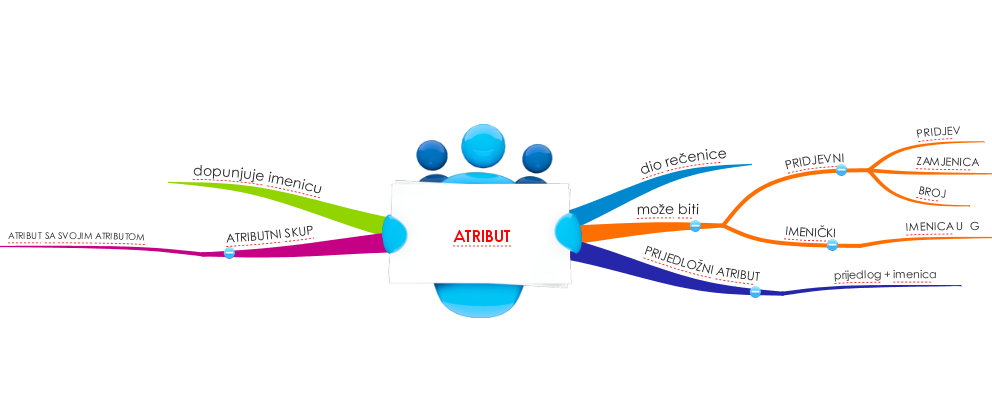 ATRIBUT
dio rečenice
može biti
PRIDJEVNI
PRIDJEV
ZAMJENICA
BROJ
IMENIČKI
IMENICA U G
PRIJEDLOŽNI ATRIBUT
prijedlog + imenica
dopunjuje imenicu
ATRIBUTNI SKUP
ATRIBUT SA SVOJIM ATRIBUTOM